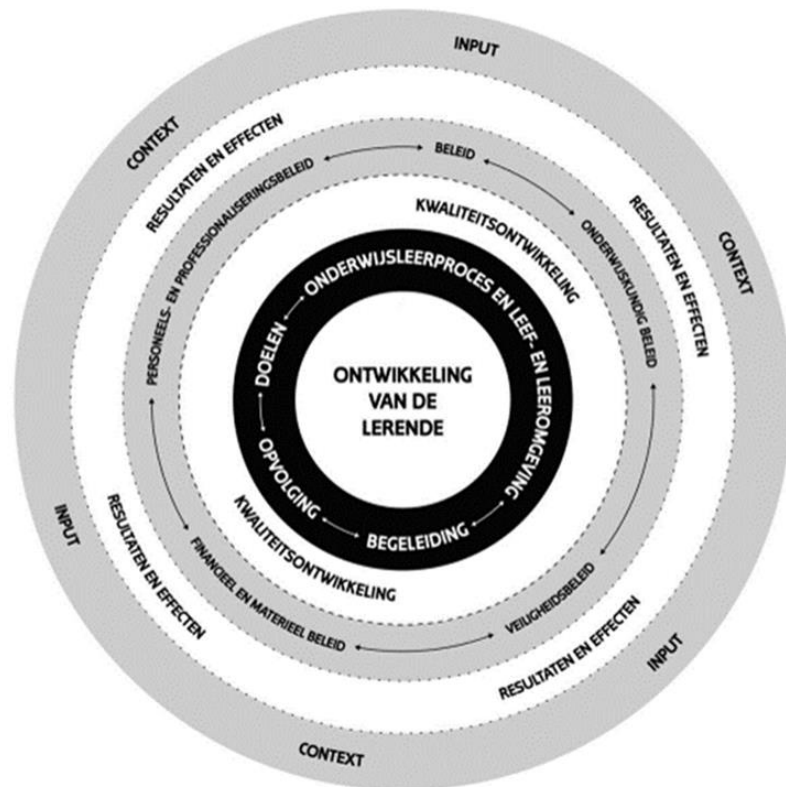 INPUT
CONTEXT
RESULTATEN EN EFFECTEN
BELEID
PERSONEELS- EN PROFESSIONALISERINGSBELEID
KWALITEITSONTWIKKELING
RESULTATEN EN EFFECTEN
CONTEXT
ONDERWIJSKUNDIG BELEID
ONDERWIJSLEERPROCES EN LEEF- EN LEEROMGEVING
DOELEN
ONTWIKKELING
VAN DE
LERENDE
OPVOLGING
BEGELEIDING
KWALITEITSONTWIKKELING
INPUT
RESULTATEN EN EFFECTEN
FINANCIEEL EN MATERIEEL BELEID
VEILIGHEIDSBELEID
RESULTATEN EN EFFECTEN
INPUT
CONTEXT